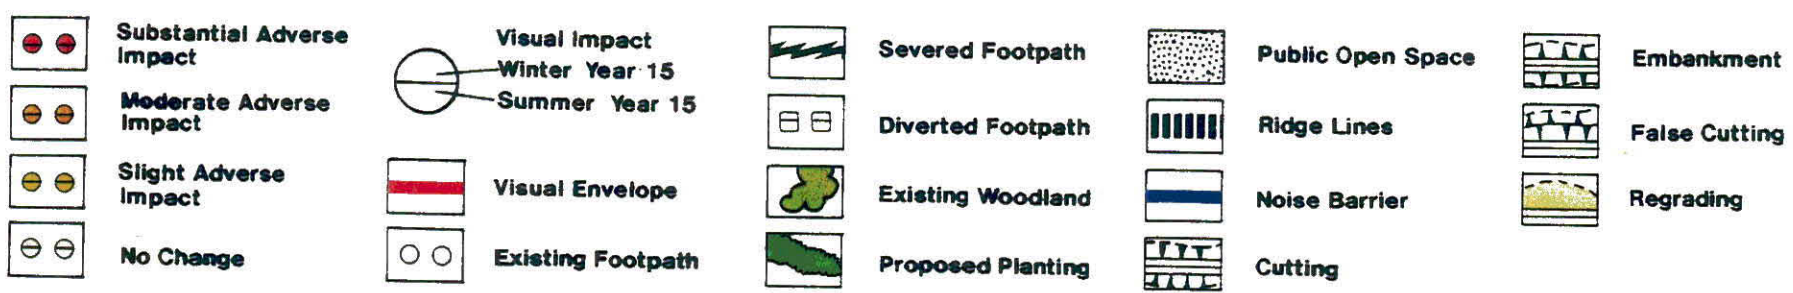 Substantial Adverse
Impact
Moderate Adverse
Impact
Slight Adverse
Impact
No Change
Visual Impact
Winter Year 15
Summer Year 15
Visual Envelope
Existing Footpath
Severed Footpath
Diverted Footpath
Existing Woodland
Proposed Planting
Public Open Space
Ridge Lines
Noise Barrier
Cutting
Embankment
False Cutting
Regrading